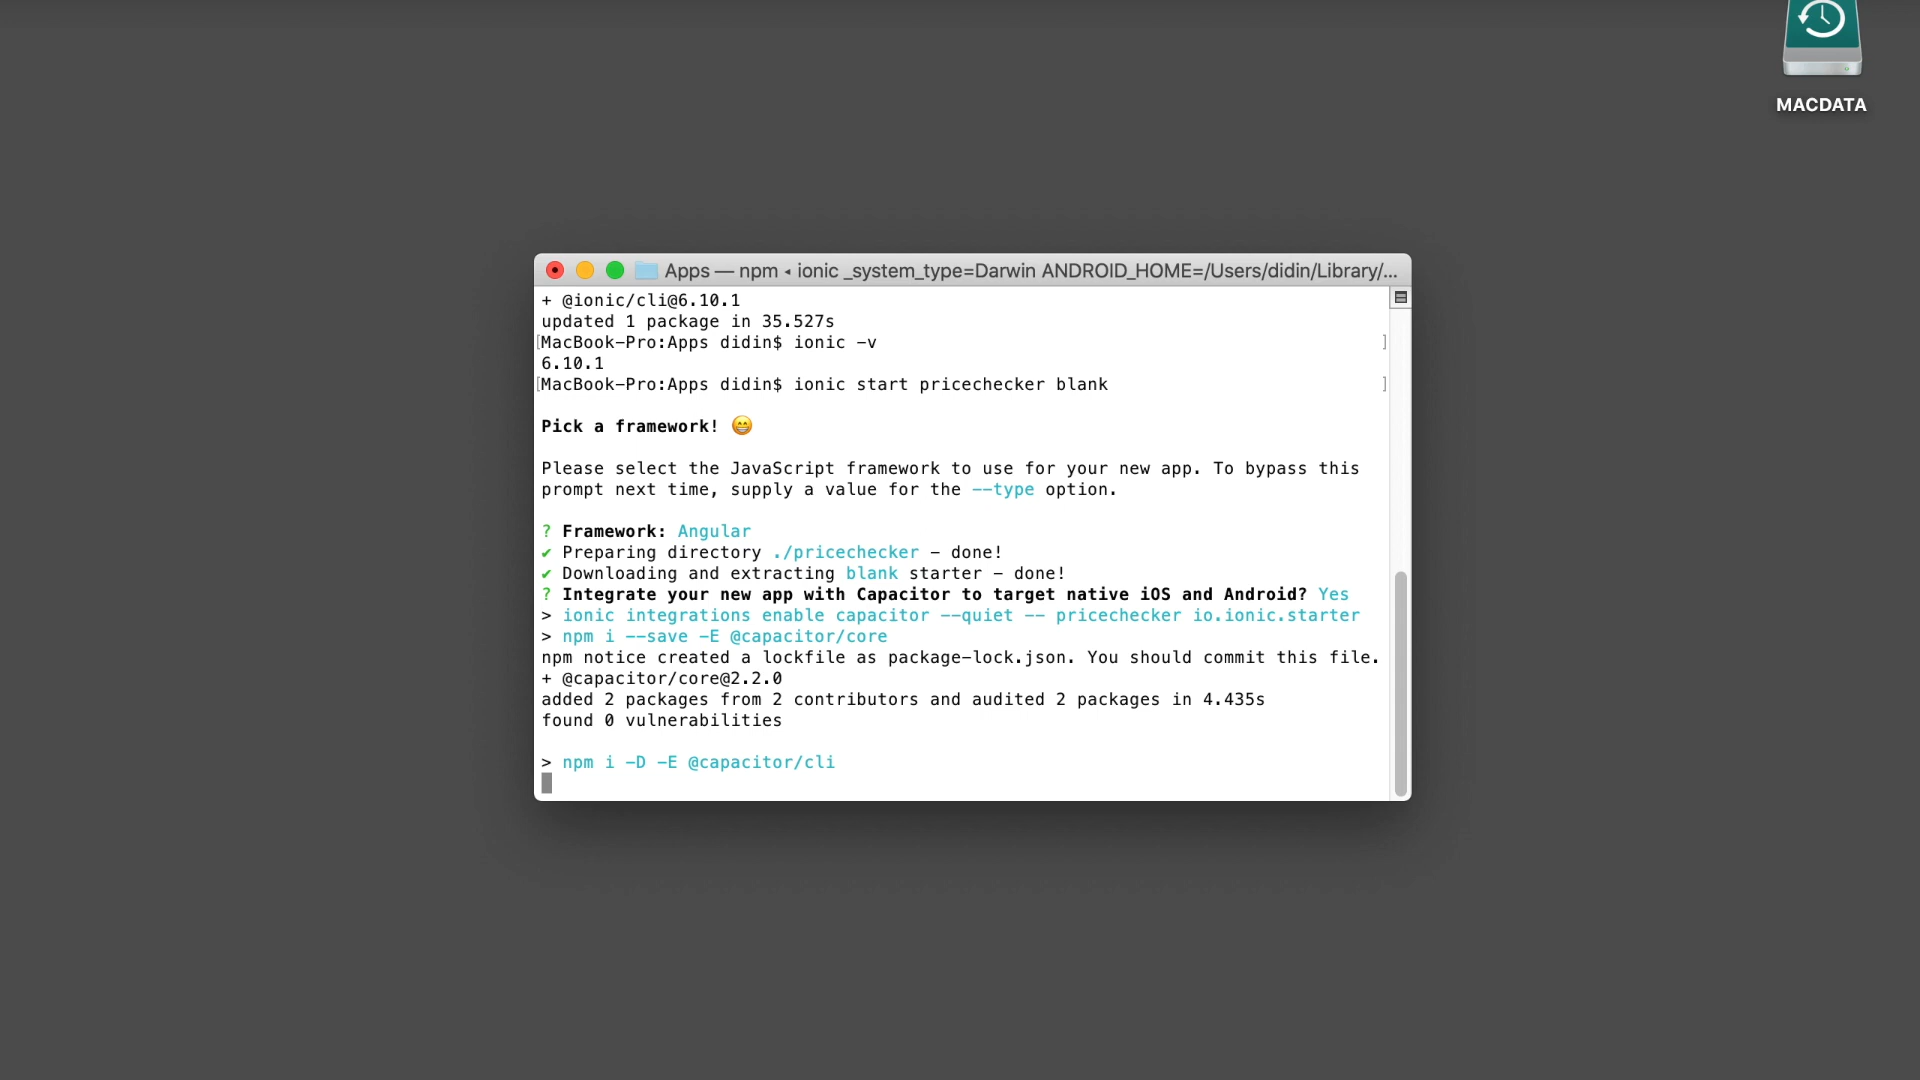 MACDATA
Apps — npm ◂ ionic _system_type=Darwin ANDROID_HOME=/Users/didin/Library/...
+ @ionic/cli@6.10.1
updated 1 package in 35.527s
[MacBook-Pro:Apps didin$ ionic -v ]
6.10.1
[MacBook-Pro:Apps didin$ ionic start pricechecker blank ]
Pick a framework! 😁
Please select the JavaScript framework to use for your new app. To bypass this
prompt next time, supply a value for the --type option.
? Framework: Angular
✔ Preparing directory ./pricechecker - done!
✔ Downloading and extracting blank starter - done!
? Integrate your new app with Capacitor to target native iOS and Android? Yes
> ionic integrations enable capacitor --quiet -- pricechecker io.ionic.starter
> npm i --save -E @capacitor/core
npm notice created a lockfile as package-lock.json. You should commit this file.
+ @capacitor/core@2.2.0
added 2 packages from 2 contributors and audited 2 packages in 4.435s
found 0 vulnerabilities
> npm i -D -E @capacitor/cli